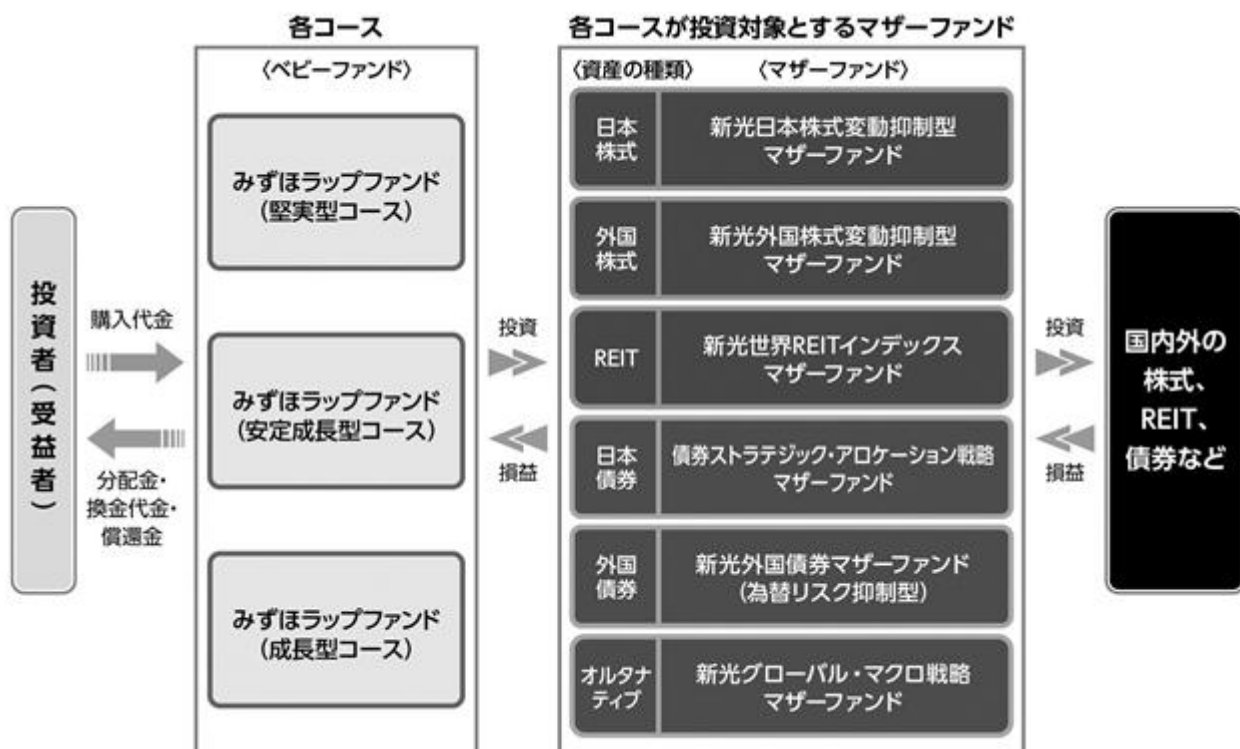 各コース
〈ベビーファンド〉
みずほラップファンド
(堅実型コース)
みずほラップファンド
(安定成長型コース)
みずほラップファンド
(成長型コース)
各コースが投資対象とするマザーファンド
〈資産の種類〉 〈マザーファンド〉
日本
株式
新光日本株式変動抑制型
マザーファンド
外国
株式
新光外国株式変動抑制型
マザーファンド
REIT
新光世界REITインデックス
マザーファンド
日本
債券
債券ストラテジック・アロケーション戦略
マザーファンド
外国
債券
新光外国債券マザーファンド
(為替リスク抑制型)
オルタナ
ティブ
新光グローバル・マクロ戦略
マザーファンド
投資者(受益者)
購入代金
分配金・
換金代金・
償還金
投資
損益
投資
損益
国内外の
株式、
REIT、
債券など